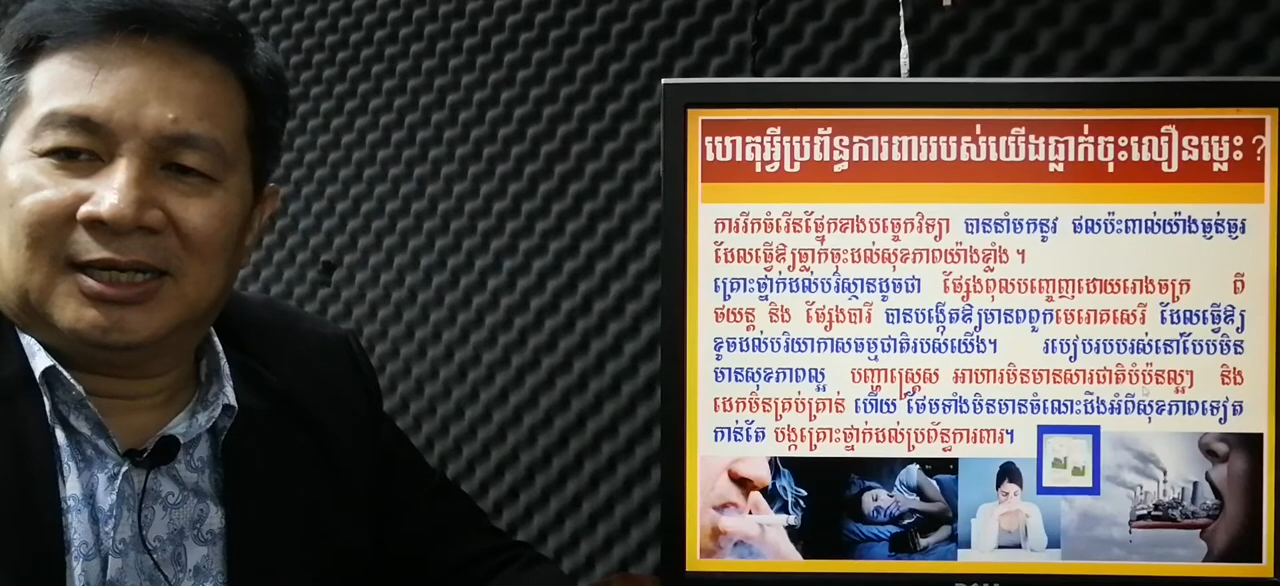 ហេតុអ្វីប្រព័ន្ធការពាររបស់យើងធ្លាក់ចុះលឿនម្លេះ ?
ការរីកចំរើនផ្នែកខាងបច្ចេកវិទ្យា បាននាំមកនូវ ផលប៉ះពាល់យ៉ាងធ្ងន់ធ្ងរ
ដែលធ្វើឱ្យធ្លាក់ចុះដល់សុខភាពយ៉ាងខ្លាំង ។
គ្រោះថ្នាក់ដល់បរិស្ថានដូចជា ផ្សែងពុលបញ្ចេញដោយរោងចក្រ ពី
ថយន្ត និង ផ្សែងបារី បានបង្កើតឱ្យមានពពួកមេរោគសេរី ដែលធ្វើឱ្យ
ខូចដល់បរិយាកាសធម្មជាតិរបស់យើង។ របៀបរបបរស់នៅបែបមិន
មានសុខភាពល្អ បញ្ហាស្ត្រេស អាហារមិនមានសារជាតិបំប៉នល្អៗ និង
ដេកមិនគ្រប់គ្រាន់ ហើយ ថែមទាំងមិនមានចំណេះដឹងអំពីសុខភាពទៀត
កាន់តែ បង្កគ្រោះថ្នាក់ដល់ប្រព័ន្ធការពារ។